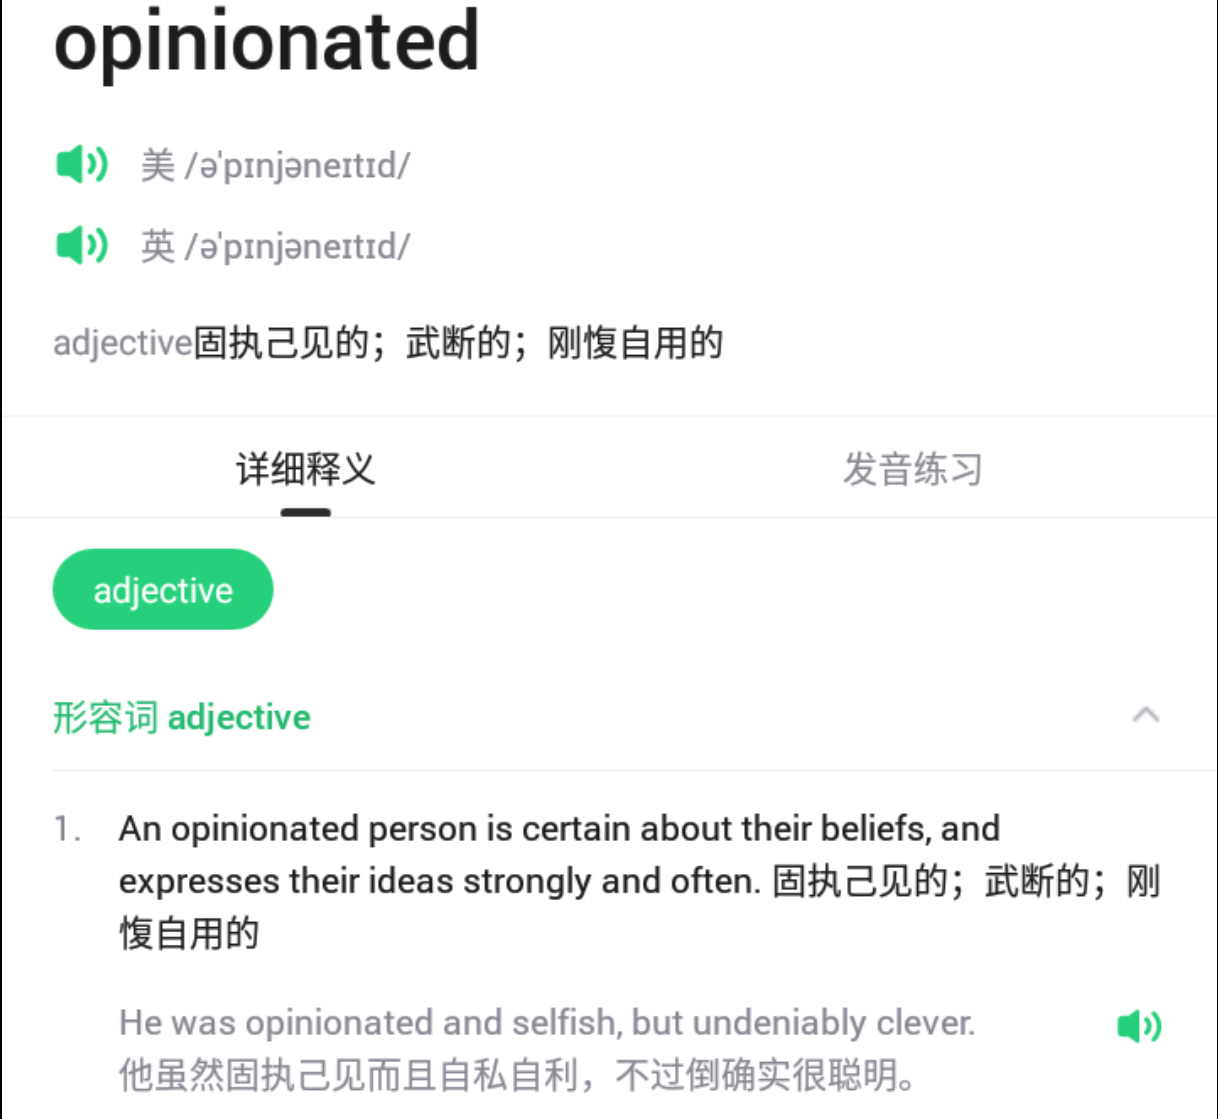 opinionated
美 /ə'pɪnjəneɪtɪd/
英 /ə'pɪnjəneɪtɪd/
adjective固执己见的；武断的；刚愎自用的
详细释义 发音练习
adjective
形容词 adjective
1. An opinionated person is certain about their beliefs, and
expresses their ideas strongly and often. 固执己见的；武断的；刚
愎自用的
He was opinionated and selfish, but undeniably clever.
他虽然固执己见而且自私自利，不过倒确实很聪明。